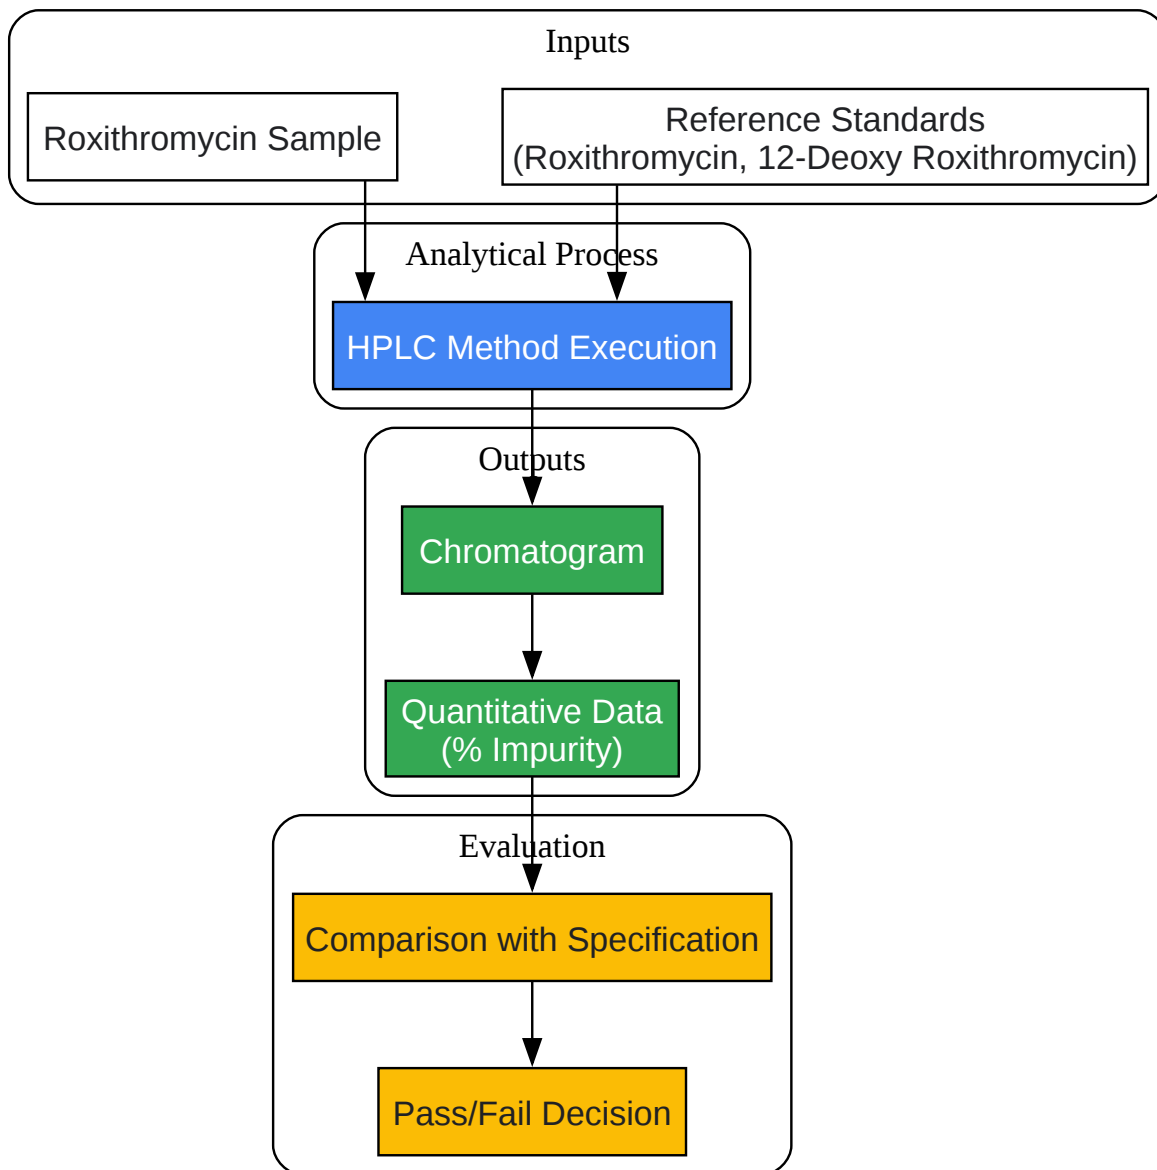 Inputs
Roxithromycin Sample
Reference Standards
(Roxithromycin, 12-Deoxy Roxithromycin)
Analytical Process
HPLC Method Execution
Outputs
Chromatogram
Quantitative Data
(% Impurity)
Evaluation
Comparison with Specification
Pass/Fail Decision